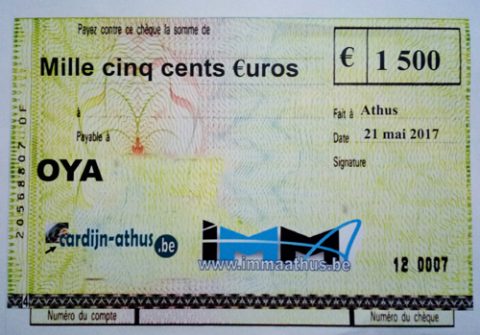 Payez contre ce chèque la somme de
Mille cinq cents €uros
€ 1 500
à
Fait à Athus
Payable à
Date 21 mai 2017
Signature
OYA
20568807 OF
cardijn-athus.be
IMMA
www.immaathus.be
12 0007
Numéro du compte
Numéro du chèque